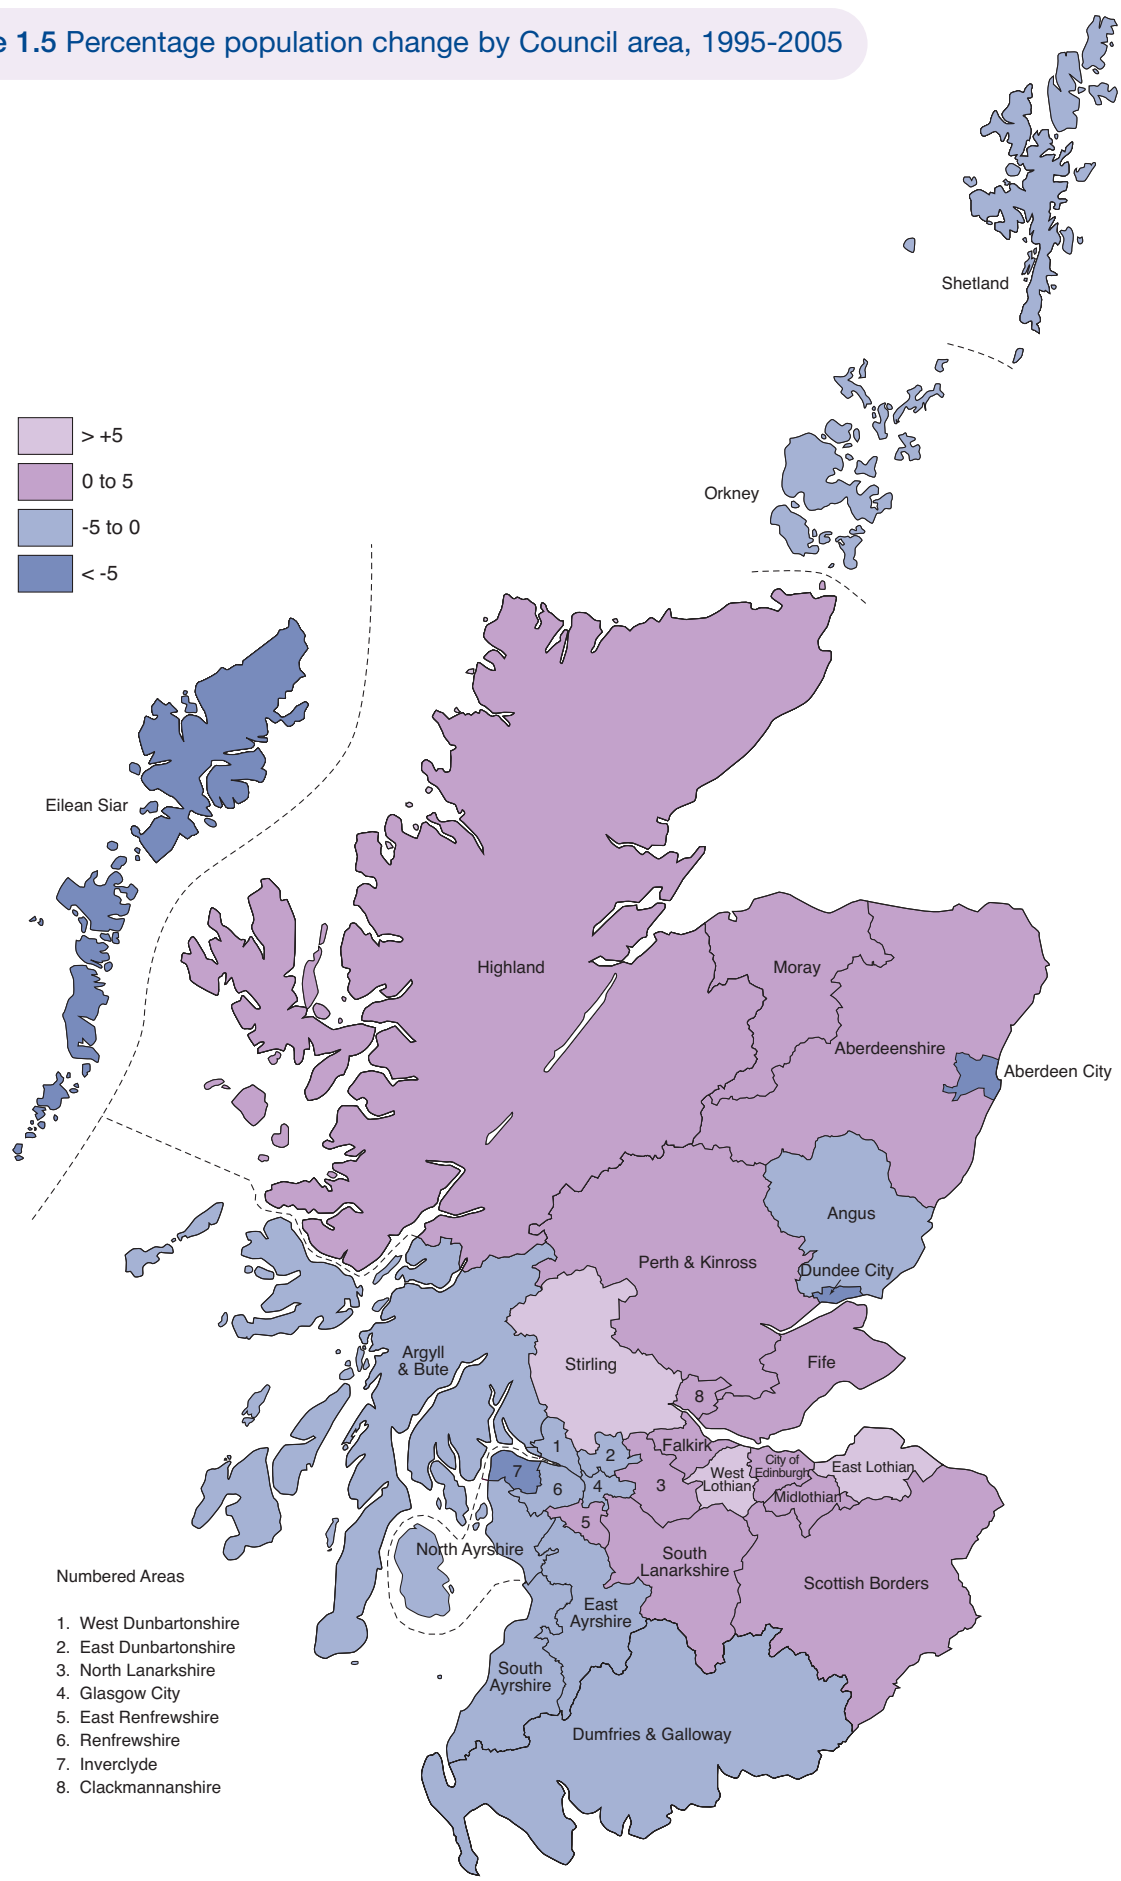 e 1.5 Percentage population change by Council area, 1995-2005
Shetland
> +5
0 to 5
-5 to 0
< -5
Orkney
Eilean Siar
Highland
Moray
Aberdeenshire
Aberdeen City
Angus
Perth & Kinross
Dundee City
Argyll
& Bute
Stirling
Fife
8
1
2
Falkirk
7
6
4
3
West
Lothian
City of
Edinburgh
East Lothian
Midlothian
5
North Ayrshire
South
Lanarkshire
Scottish Borders
East
Ayrshire
South
Ayrshire
Dumfries & Galloway
Numbered Areas
1. West Dunbartonshire
2. East Dunbartonshire
3. North Lanarkshire
4. Glasgow City
5. East Renfrewshire
6. Renfrewshire
7. Inverclyde
8. Clackmannanshire